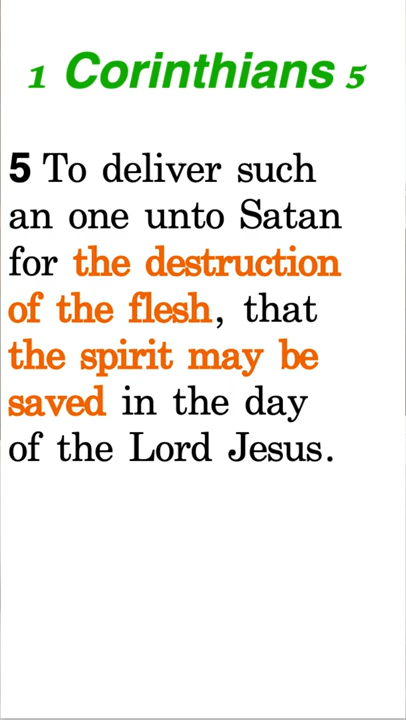 1 Corinthians 5
5 To deliver such
an one unto Satan
for the destruction
of the flesh, that
the spirit may be
saved in the day
of the Lord Jesus.